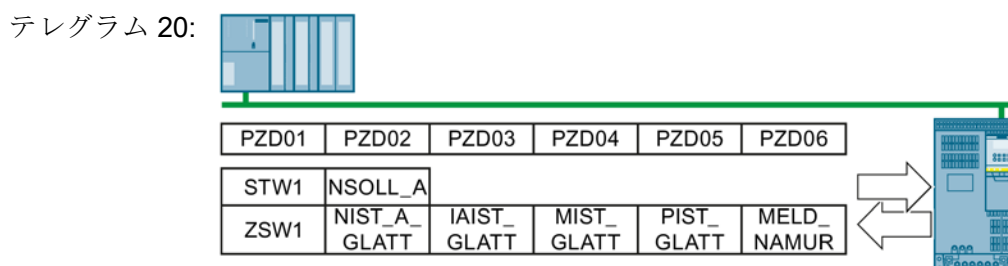 テレグラム 20:
PZD01 PZD02 PZD03 PZD04 PZD05 PZD06
STW1 NSOLL_A
ZSW1 NIST_A_ GLATT IAIST_ GLATT MIST_ GLATT PIST_ GLATT MELD_ NAMUR